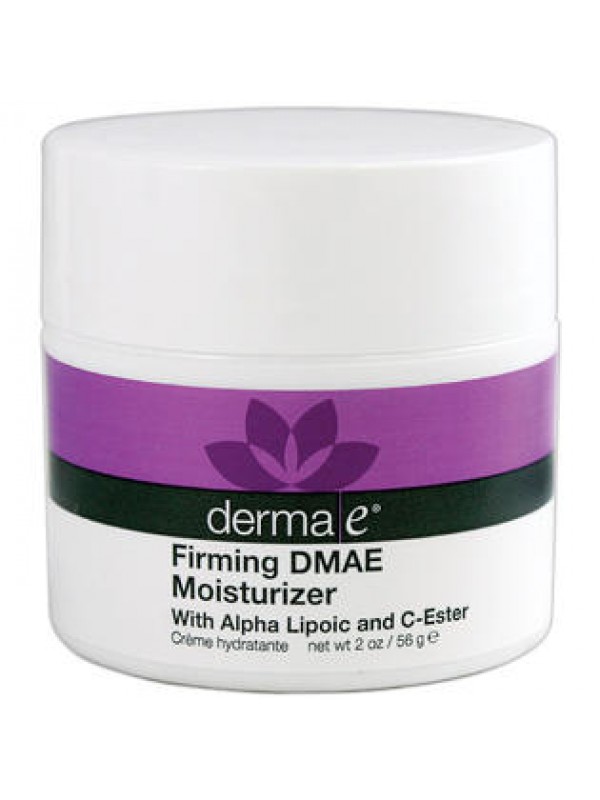 derma e®
Firming DMAE
Moisturizer
With Alpha Lipoic and C-Ester
Crème hydratante net wt 2 oz / 56 g ℮